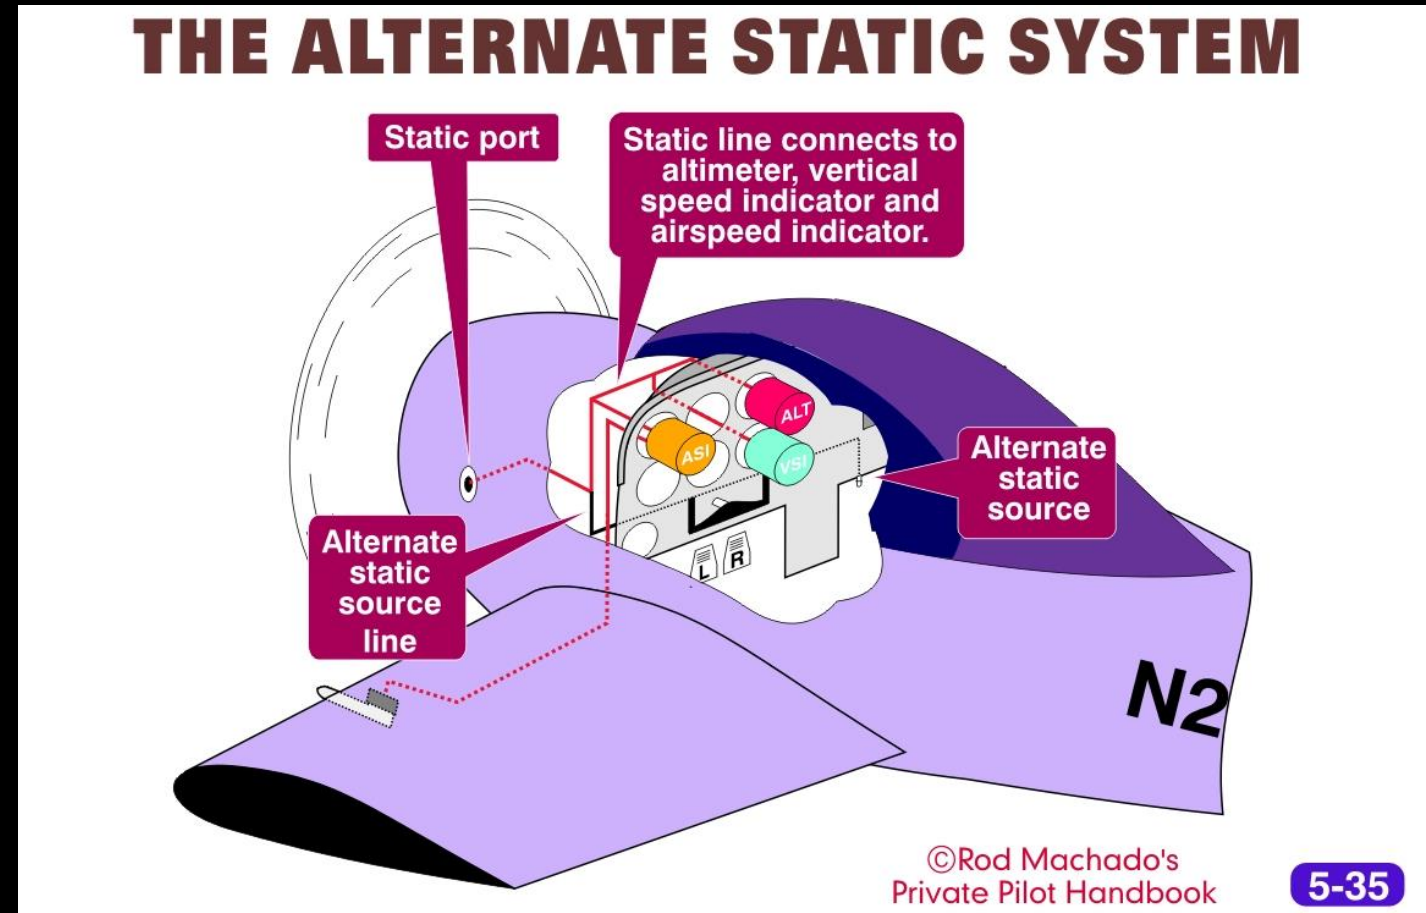 THE ALTERNATE STATIC SYSTEM
Static port
Static line connects to
altimeter, vertical
speed indicator and
airspeed indicator.
ALT
ASI
VSI
Alternate
static
source
Alternate
static
source
line
L
R
N2
©Rod Machado's
Private Pilot Handbook
5-35